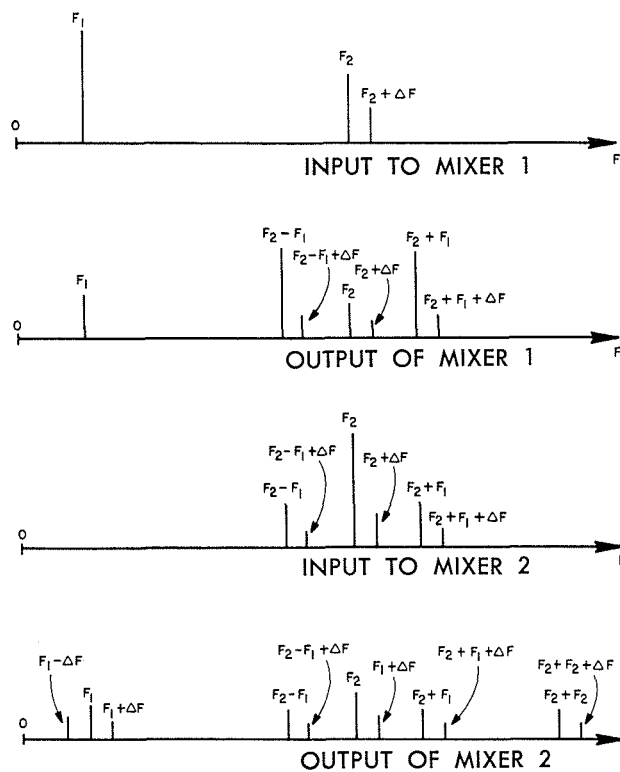 F1
F2
F2 + ΔF
0
INPUT TO MIXER 1
F
F2 – F1
F2 – F1 + ΔF
F2 + ΔF
F2 + F1
F1
F2
F2 + F1 + ΔF
0
OUTPUT OF MIXER 1
F
F2
F2 – F1 + ΔF
F2 + ΔF
F2 – F1
F2 + F1
F2 + F1 + ΔF
0
INPUT TO MIXER 2
F1 – ΔF
F2 – F1 + ΔF
F2 + F1 + ΔF
F2 + F2 + ΔF
F1
F1 + ΔF
F2 – F1
F2
F1 + ΔF
F2 + F1
F2 + F2
0
OUTPUT OF MIXER 2